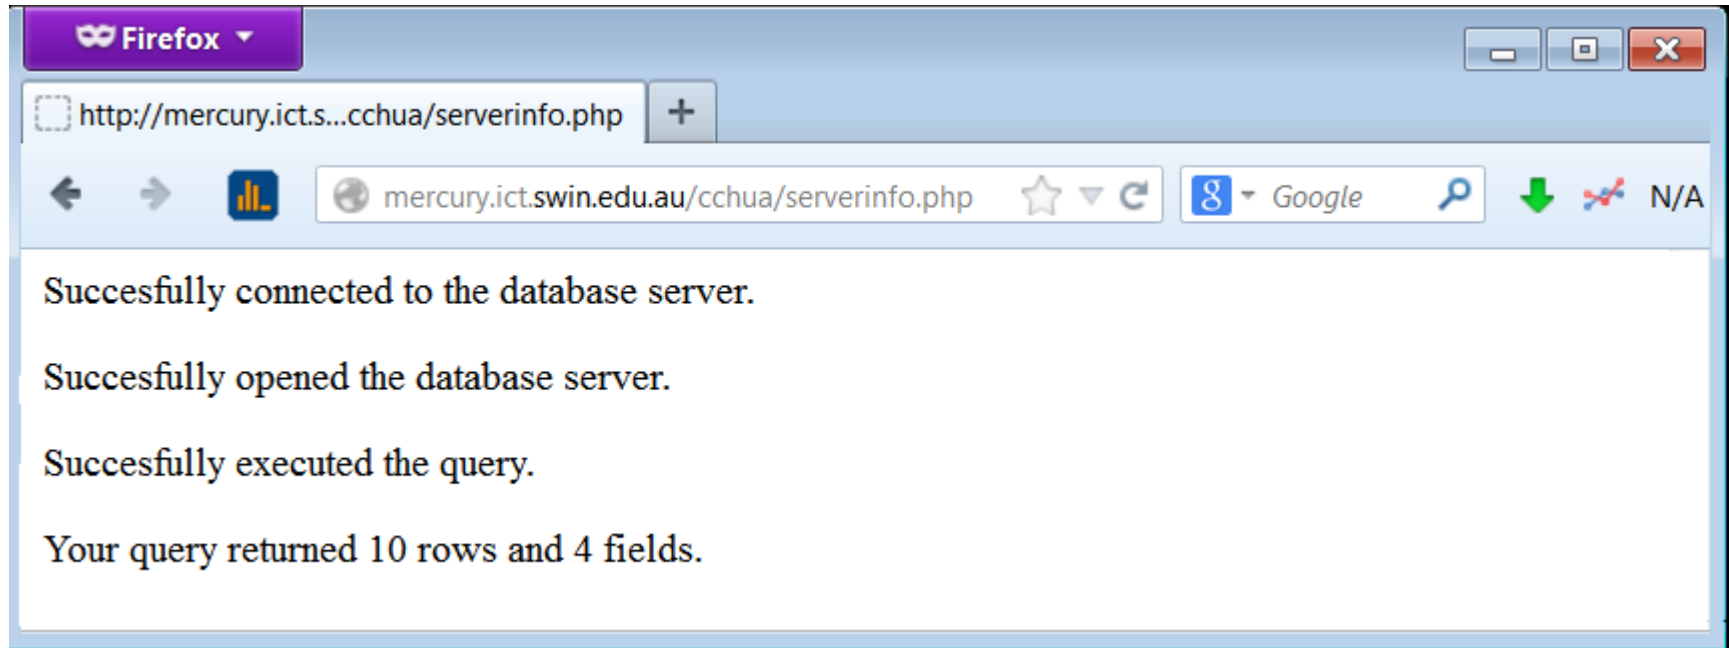 Firefox
http://mercury.ict.s...cchua/serverinfo.php +
mercury.ict.swin.edu.au/cchua/serverinfo.php 8 Google N/A
Succesfully connected to the database server.
Succesfully opened the database server.
Succesfully executed the query.
Your query returned 10 rows and 4 fields.